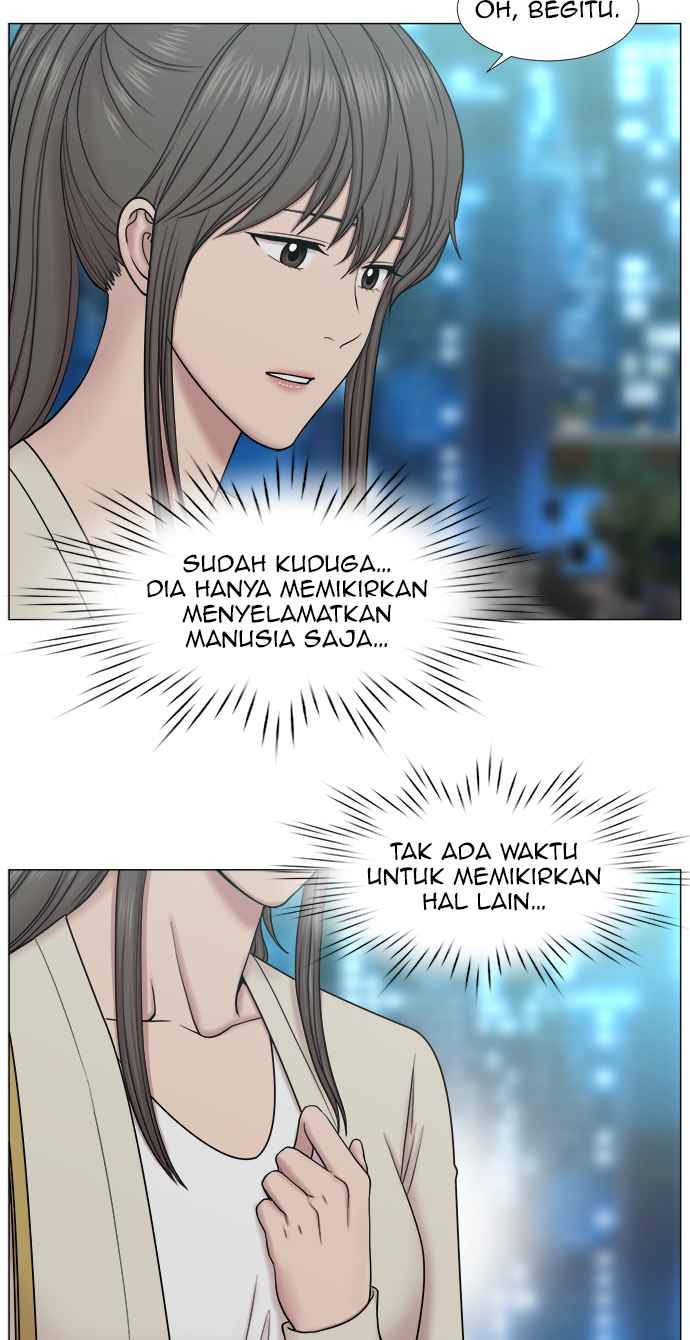 OH, BEGITU.
SUDAH KUDUGA...
DIA HANYA MEMIKIRKAN
MENYELAMATKAN
MANUSIA SAJA...
TAK ADA WAKTU
UNTUK MEMIKIRKAN
HAL LAIN...